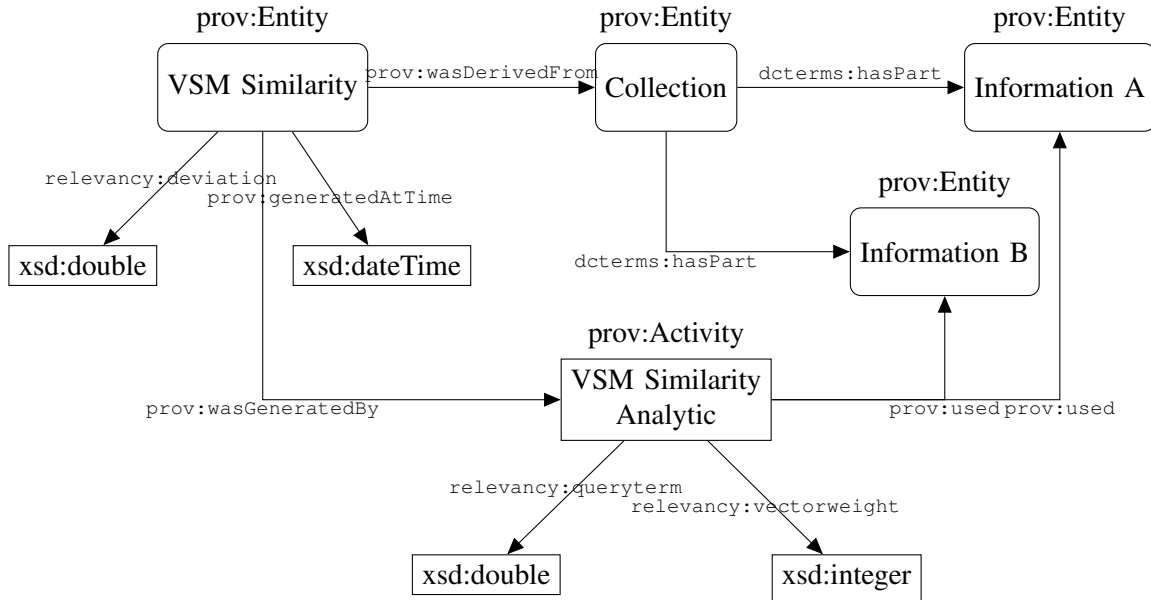 prov:Entity
prov:Entity
prov:Entity
VSM Similarity
prov:wasDerivedFrom
Collection
dcterms:hasPart
Information A
relevancy:deviation
prov:generatedAtTime
prov:Entity
xsd:double
xsd:dateTime
dcterms:hasPart
Information B
prov:Activity
VSM Similarity
Analytic
prov:wasGeneratedBy
prov:used
prov:used
relevancy:queryterm
relevancy:vectorweight
xsd:double
xsd:integer